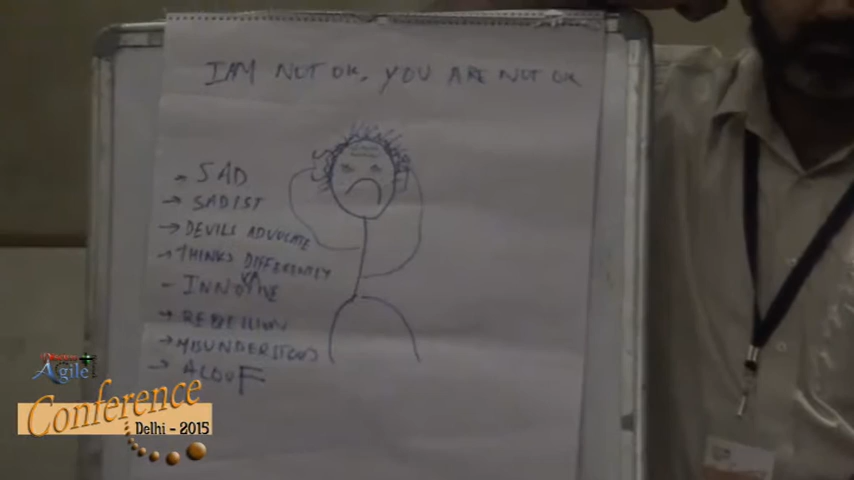 I AM NOT OK, YOU ARE NOT OK
→ SAD
→ SADIST
→ DEVILS ADVOCATE
→ THINKS DIFFERENTLY
- INNOVATIVE
→ REBELLION
→ MISUNDERSTOOD
→ ALOOF
Agile
Conference
Delhi - 2015